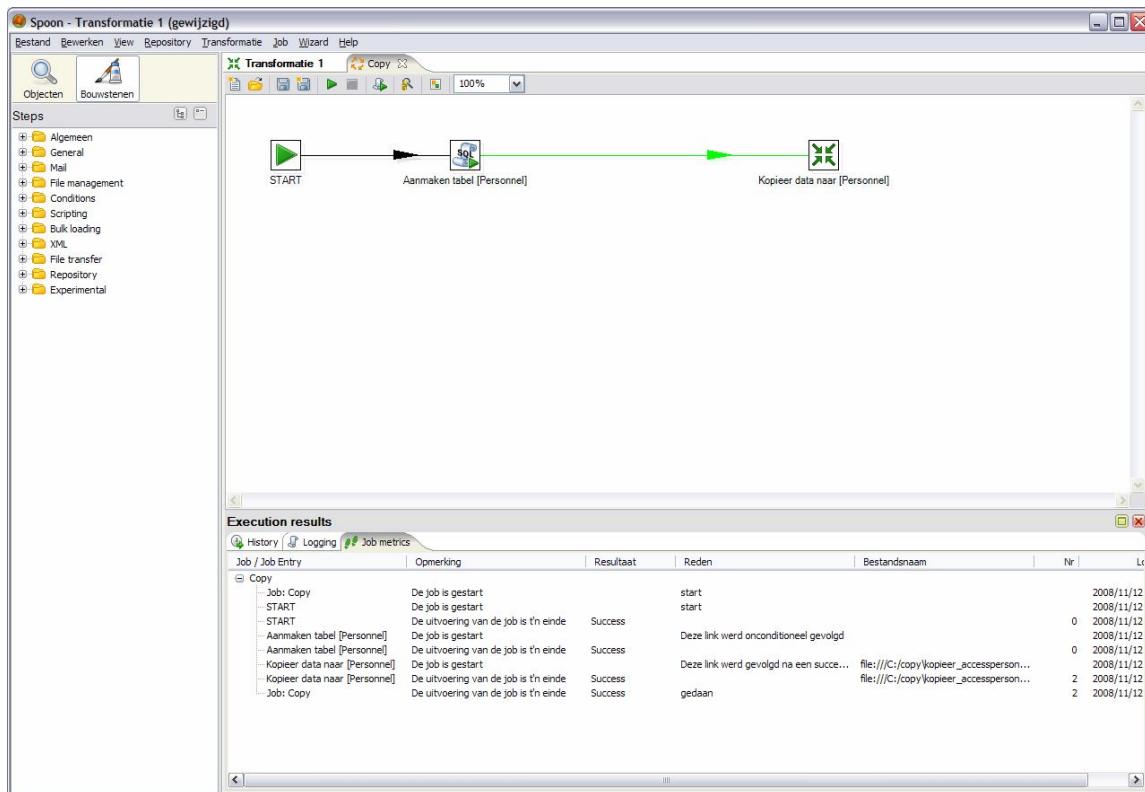 Spoon - Transformatie 1 (gewijzigd)
Bestand Bewerken View Repository Transformatie Job Wizard Help
Objecten Bouwstenen
Steps
Algemeen
General
Mail
File management
Conditions
Scripting
Bulk loading
XML
File transfer
Repository
Experimental
Transformatie 1 Copy
100%
SQL
START Aanmaken tabel [Personnel] Kopieer data naar [Personnel]
Execution results
History Logging Job metrics
Job / Job Entry Opmerking Resultaat Reden Bestandsnaam Nr Lo
Copy
Job: Copy De job is gestart start 2008/11/12
START De job is gestart start 2008/11/12
START De uitvoering van de job is t'n einde Success 0 2008/11/12
Aanmaken tabel [Personnel] De job is gestart Deze link werd onconditioneel gevolgd 2008/11/12
Aanmaken tabel [Personnel] De uitvoering van de job is t'n einde Success 0 2008/11/12
Kopieer data naar [Personnel] De job is gestart Deze link werd gevolgd na een succe... file:///C:/copy\kopieer_accessperson... 2008/11/12
Kopieer data naar [Personnel] De uitvoering van de job is t'n einde Success file:///C:/copy\kopieer_accessperson... 2 2008/11/12
Job: Copy De uitvoering van de job is t'n einde Success gedaan 2 2008/11/12